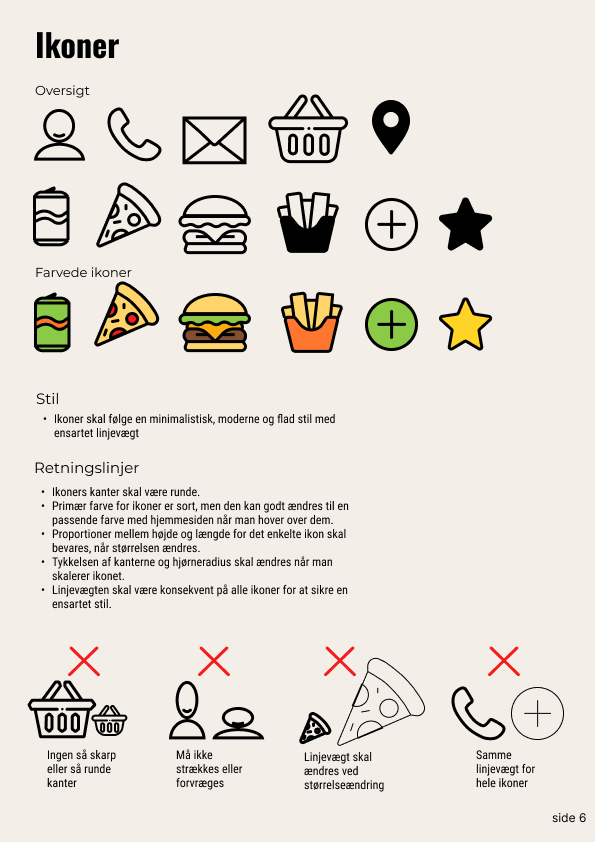 Ikoner
Oversigt
Farvede ikoner
Stil
• Ikoner skal følge en minimalistisk, moderne og flad stil med
ensartet linjevægt
Retningslinjer
• Ikoners kanter skal være runde.
• Primær farve for ikoner er sort, men den kan godt ændres til en
passende farve med hjemmesiden når man hover over dem.
• Proportioner mellem højde og længde for det enkelte ikon skal
bevares, når størrelsen ændres.
• Tykkelsen af kanterne og hjørneradius skal ændres når man
skalerer ikonet.
• Linjevægten skal være konsekvent på alle ikoner for at sikre en
ensartet stil.
Ingen så skarp
eller så runde
kanter
Må ikke
strækkes eller
forvræges
Linjevægt skal
ændres ved
størrelseændring
Samme
linjevægt for
hele ikoner
side 6